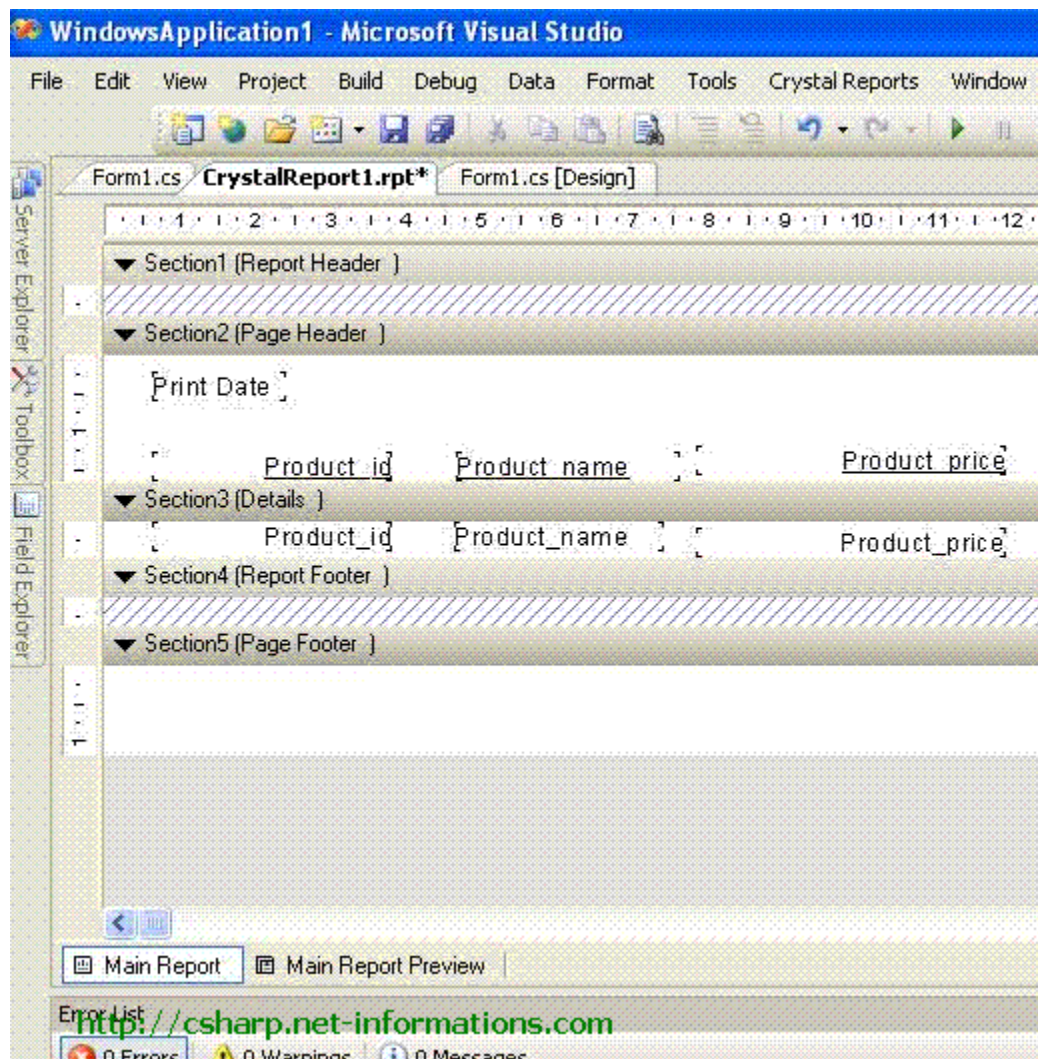 WindowsApplication1 - Microsoft Visual Studio
File Edit View Project Build Debug Data Format Tools Crystal Reports Window
Form1.cs CrystalReport1.rpt* Form1.cs [Design]
1 2 3 4 5 6 7 8 9 10 11 12
Server Explorer
Toolbox
Field Explorer
Section1 (Report Header )
Section2 (Page Header )
Print Date
1
Product_id Product_name Product_price
Section3 (Details )
Product_id Product_name Product_price
Section4 (Report Footer )
Section5 (Page Footer )
1
Main Report Main Report Preview
Error List
http://csharp.net-informations.com
0 Errors 0 Warnings 0 Messages